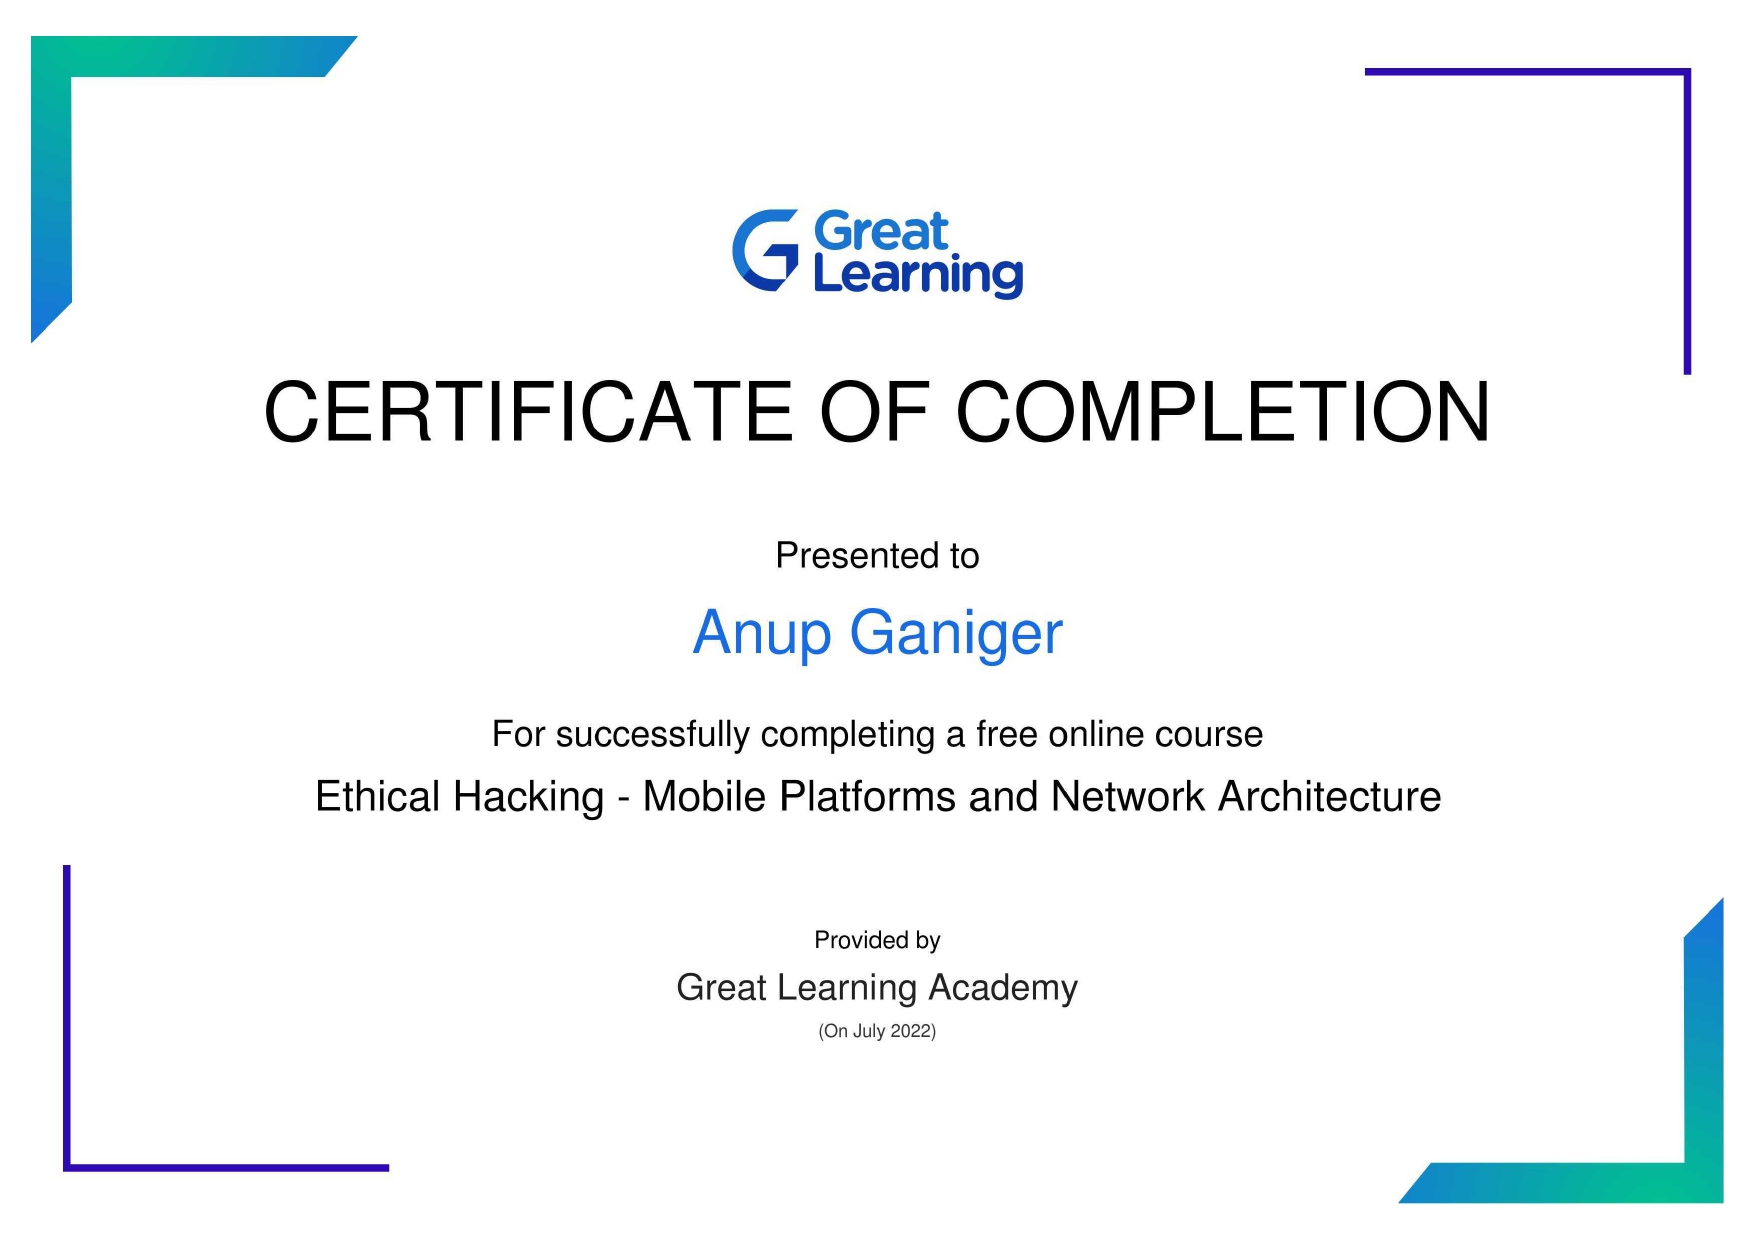 Great
Learning
CERTIFICATE OF COMPLETION
Presented to
Anup Ganiger
For successfully completing a free online course
Ethical Hacking - Mobile Platforms and Network Architecture
Provided by
Great Learning Academy
(On July 2022)